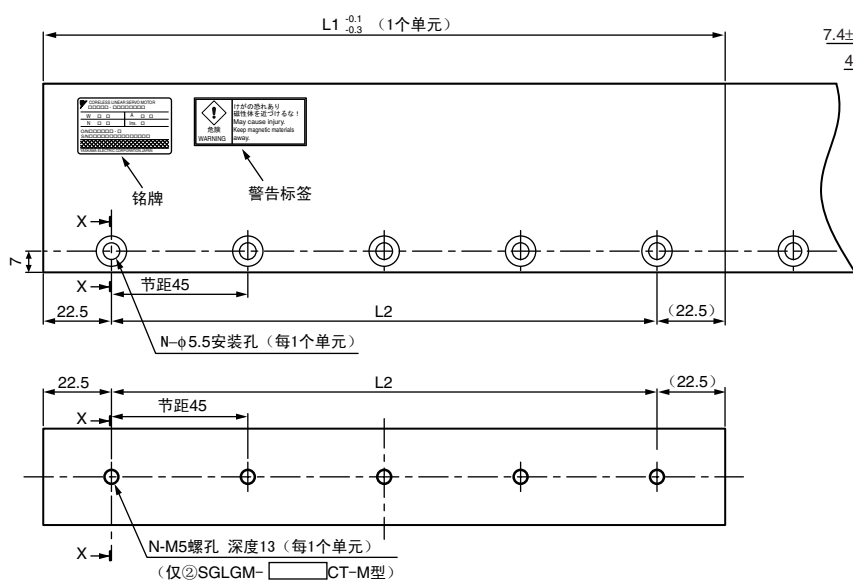 L1 -0.1 -0.3 （1个单元）
7.4±
4
CORELESS LINEAR SERVO MOTOR
□□□□□-□□□□□□□□
W □ □ A □ □
N □ □ Ins. □
O/N□□□□□□□-□
S/N□□□□□□□□□□□□□□□
YASKAWA ELECTRIC CORPORATION JAPAN
危険
WARNING
けがの恐れあり
磁性体を近づけるな！
May cause injury.
Keep magnetic materials
away.
铭牌
警告标签
X
7
X
节距45
22.5
L2
（22.5）
N-φ5.5安装孔（每1个单元）
22.5
L2
（22.5）
X
节距45
X
N-M5螺孔 深度13（每1个单元）
（仅②SGLGM- CT-M型）